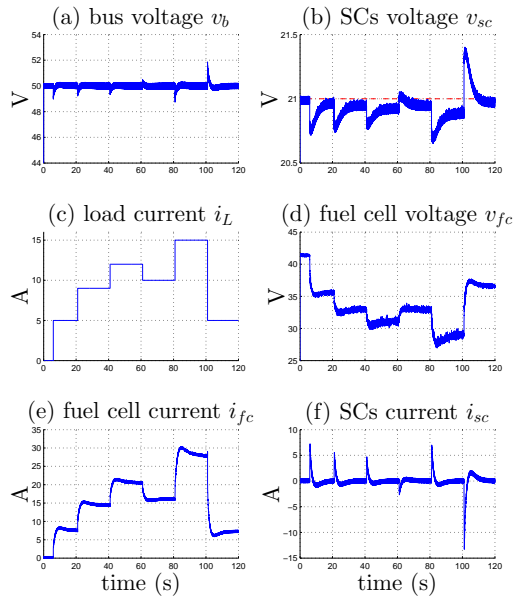 (a) bus voltage v_b
(b) SCs voltage v_sc
54
52
50
48
46
44
V
0 20 40 60 80 100 120
21.5
21
20.5
V
0 20 40 60 80 100 120
(c) load current i_L
(d) fuel cell voltage v_fc
15
10
5
0
A
0 20 40 60 80 100 120
45
40
35
30
25
V
0 20 40 60 80 100 120
(e) fuel cell current i_fc
(f) SCs current i_sc
35
30
25
20
15
10
5
0
A
0 20 40 60 80 100 120
time (s)
10
5
0
−5
−10
−15
A
0 20 40 60 80 100 120
time (s)